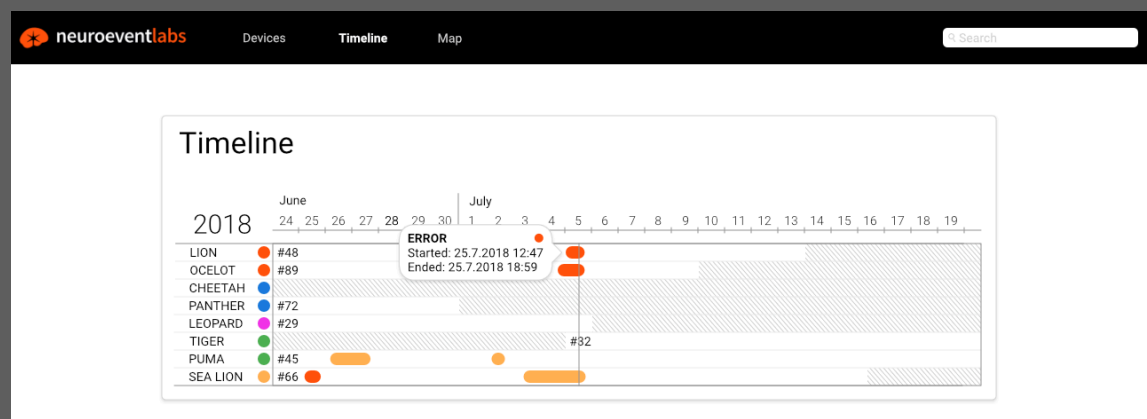 neuroeventlabs Devices Timeline Map Search
Timeline
June July
2018 24 25 26 27 28 29 30 1 2 3 4 5 6 7 8 9 10 11 12 13 14 15 16 17 18 19
ERROR
Started: 25.7.2018 12:47
Ended: 25.7.2018 18:59
LION #48
OCELOT #89
CHEETAH
PANTHER #72
LEOPARD #29
TIGER #32
PUMA #45
SEA LION #66